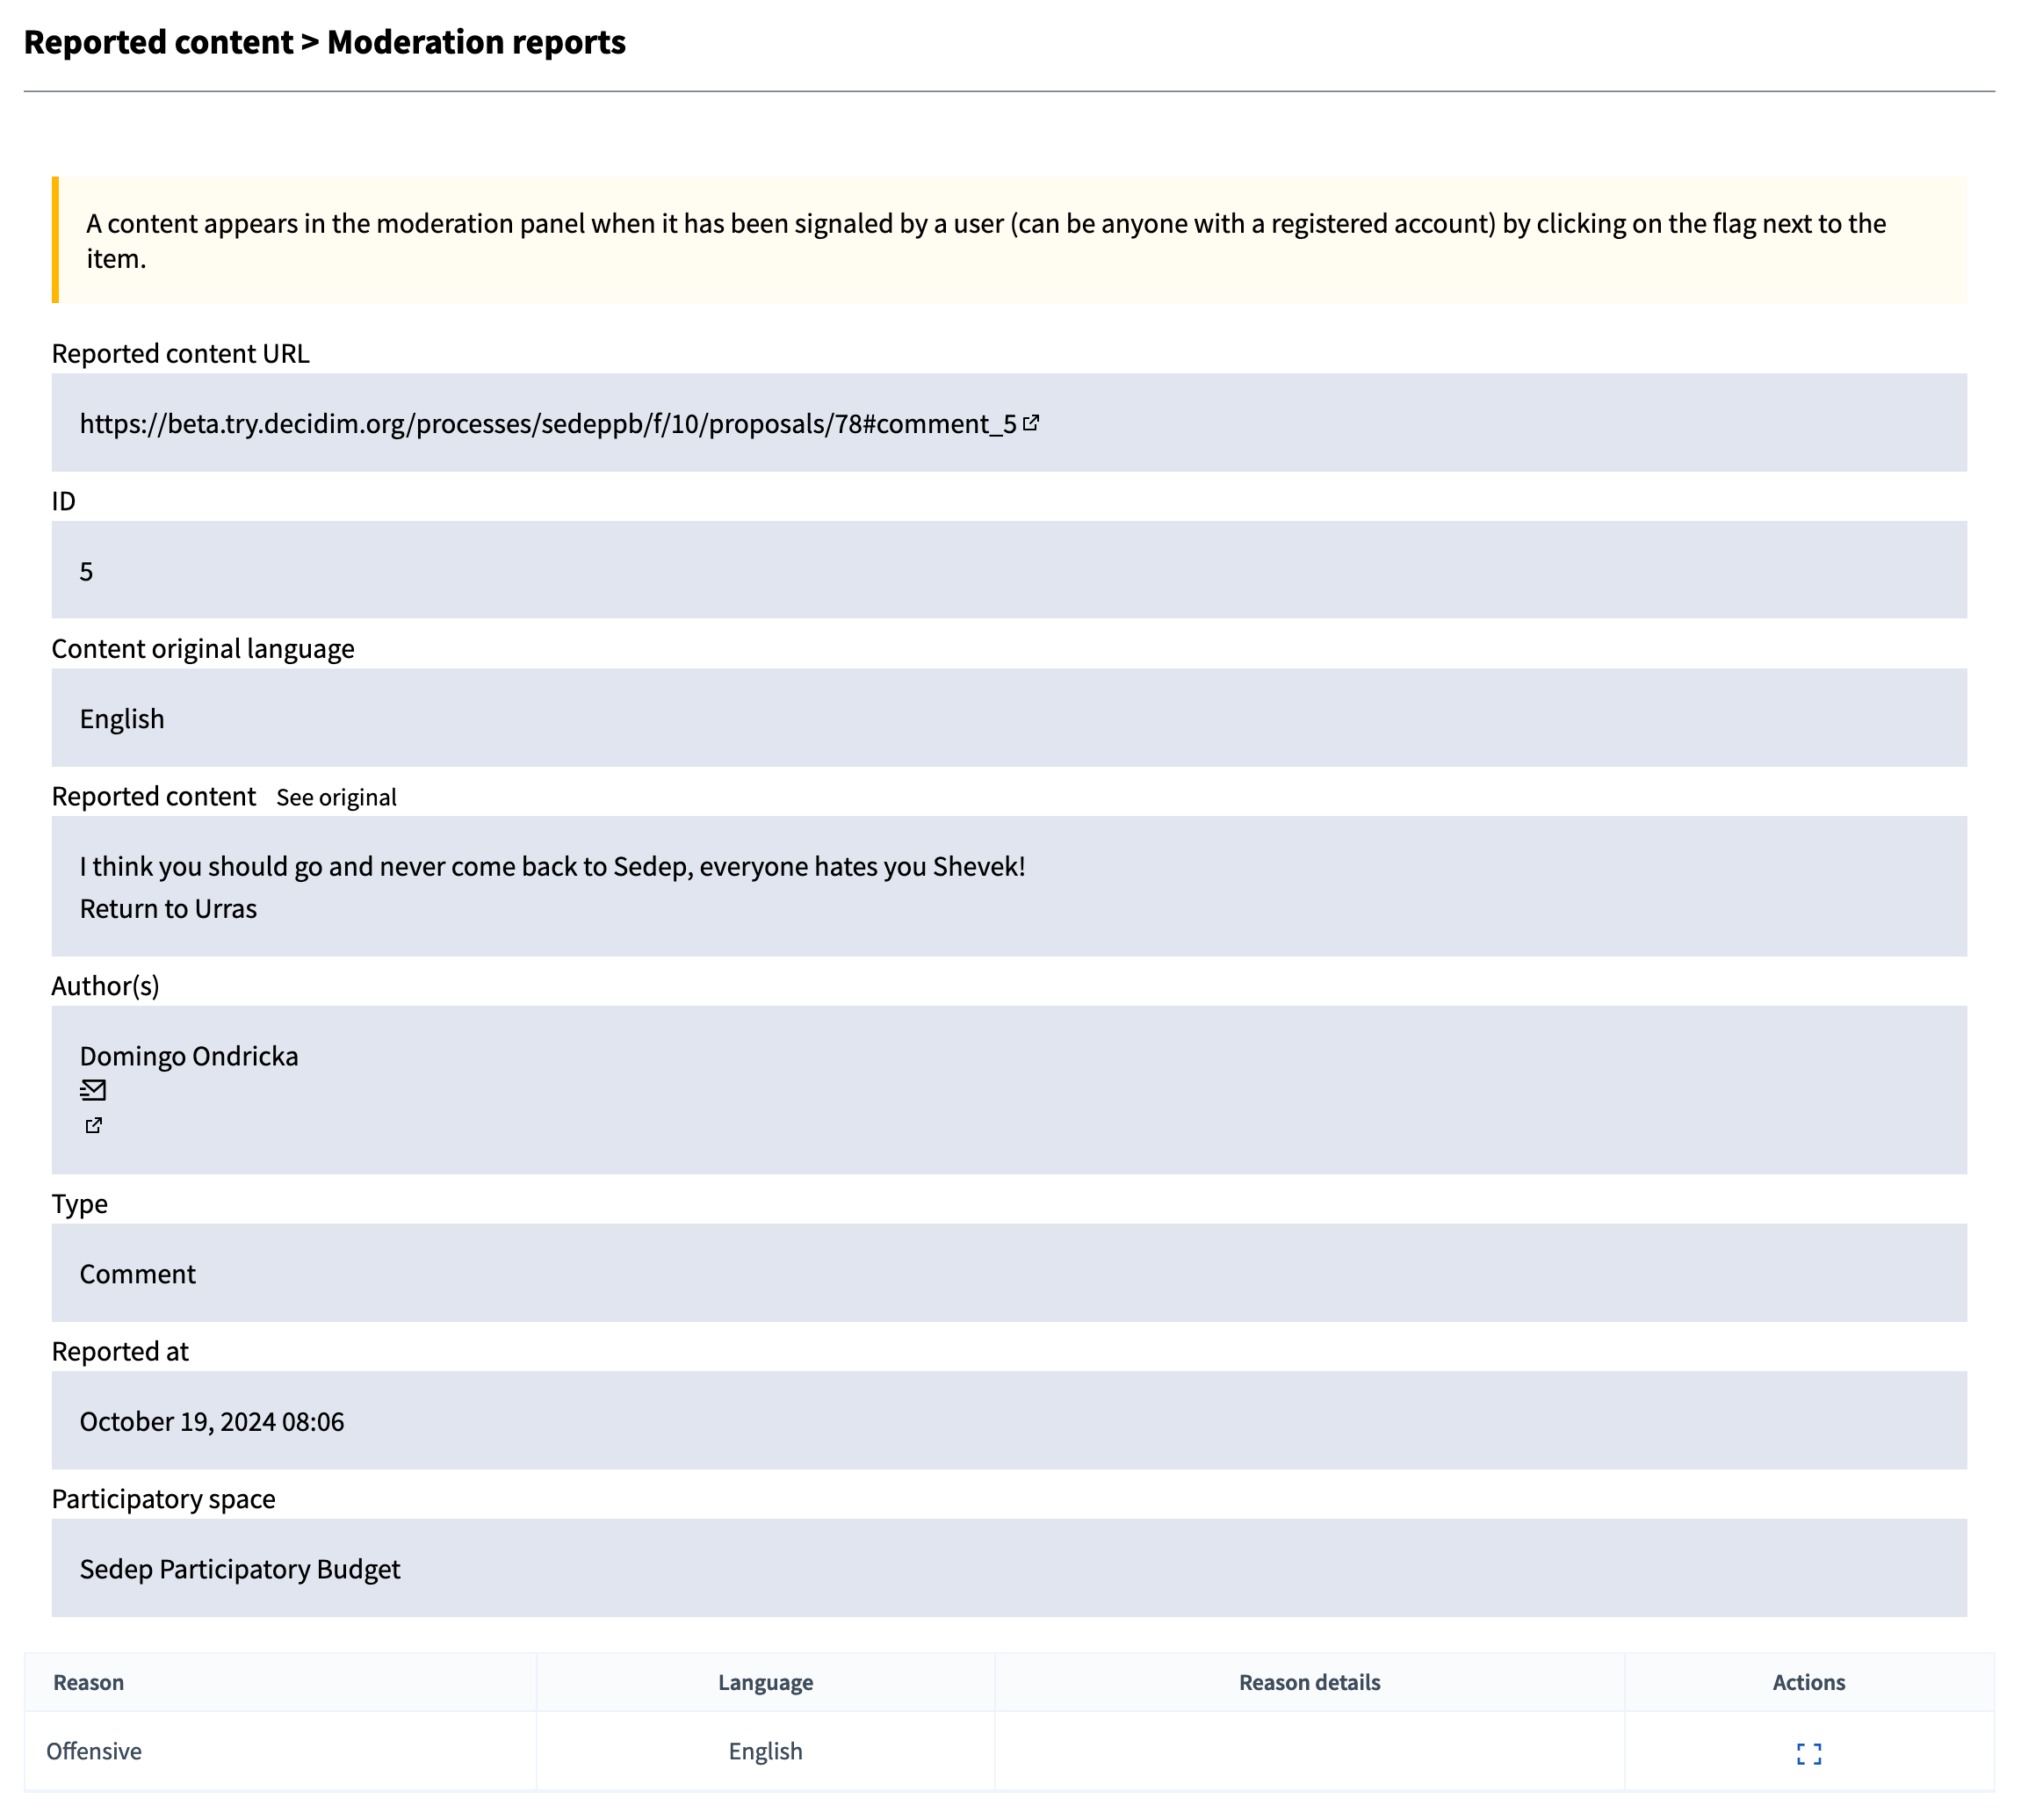 Reported content > Moderation reports
A content appears in the moderation panel when it has been signaled by a user (can be anyone with a registered account) by clicking on the flag next to the
item.
Reported content URL
https://beta.try.decidim.org/processes/sedeppb/f/10/proposals/78#comment_5
ID
5
Content original language
English
Reported content See original
I think you should go and never come back to Sedep, everyone hates you Shevek!
Return to Urras
Author(s)
Domingo Ondricka
Type
Comment
Reported at
October 19, 2024 08:06
Participatory space
Sedep Participatory Budget
Reason Language Reason details Actions
Offensive English